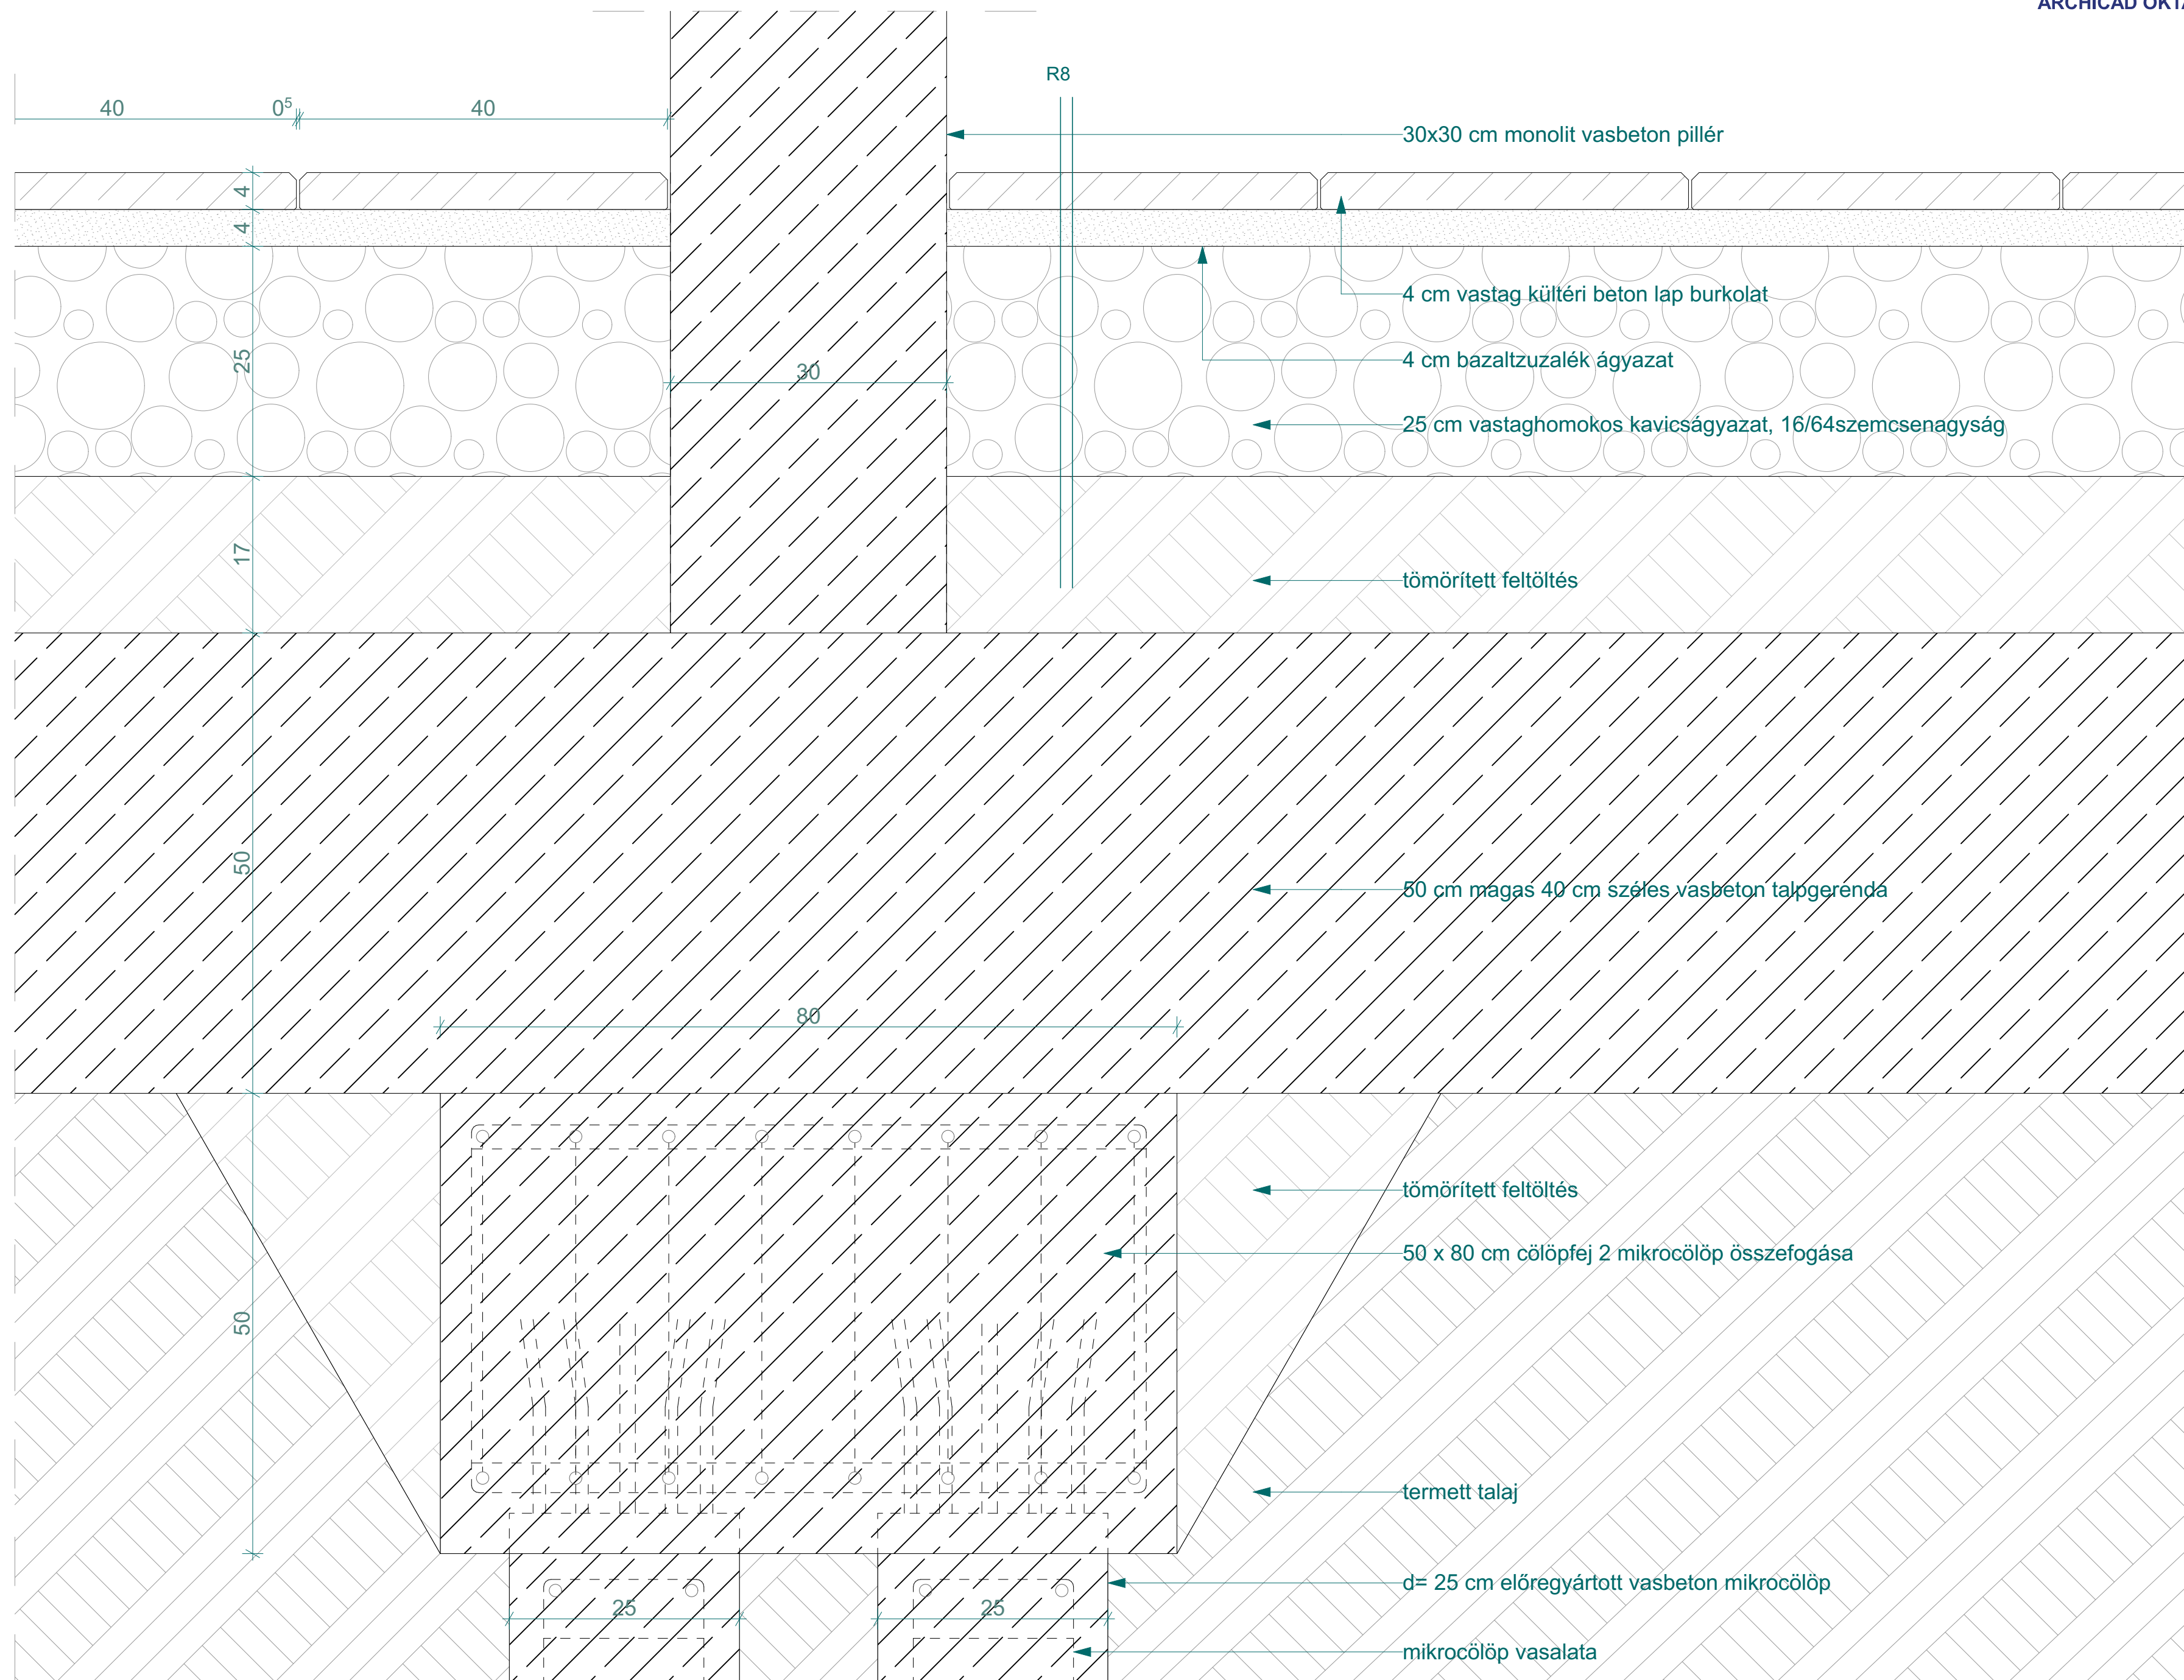 R8
40
0⁵
40
30x30 cm monolit vasbeton pillér
4
4
4 cm vastag kültéri beton lap burkolat
25
30
4 cm bazaltzuzalék ágyazat
25 cm vastaghomokos kavicságyazat, 16/64szemcsenagyság
17
tömörített feltöltés
50
50 cm magas 40 cm széles vasbeton talpgerenda
80
tömörített feltöltés
50 x 80 cm cölöpfej 2 mikrocölöp összefogása
50
termett talaj
d= 25 cm előregyártott vasbeton mikrocölöp
25
25
mikrocölöp vasalata